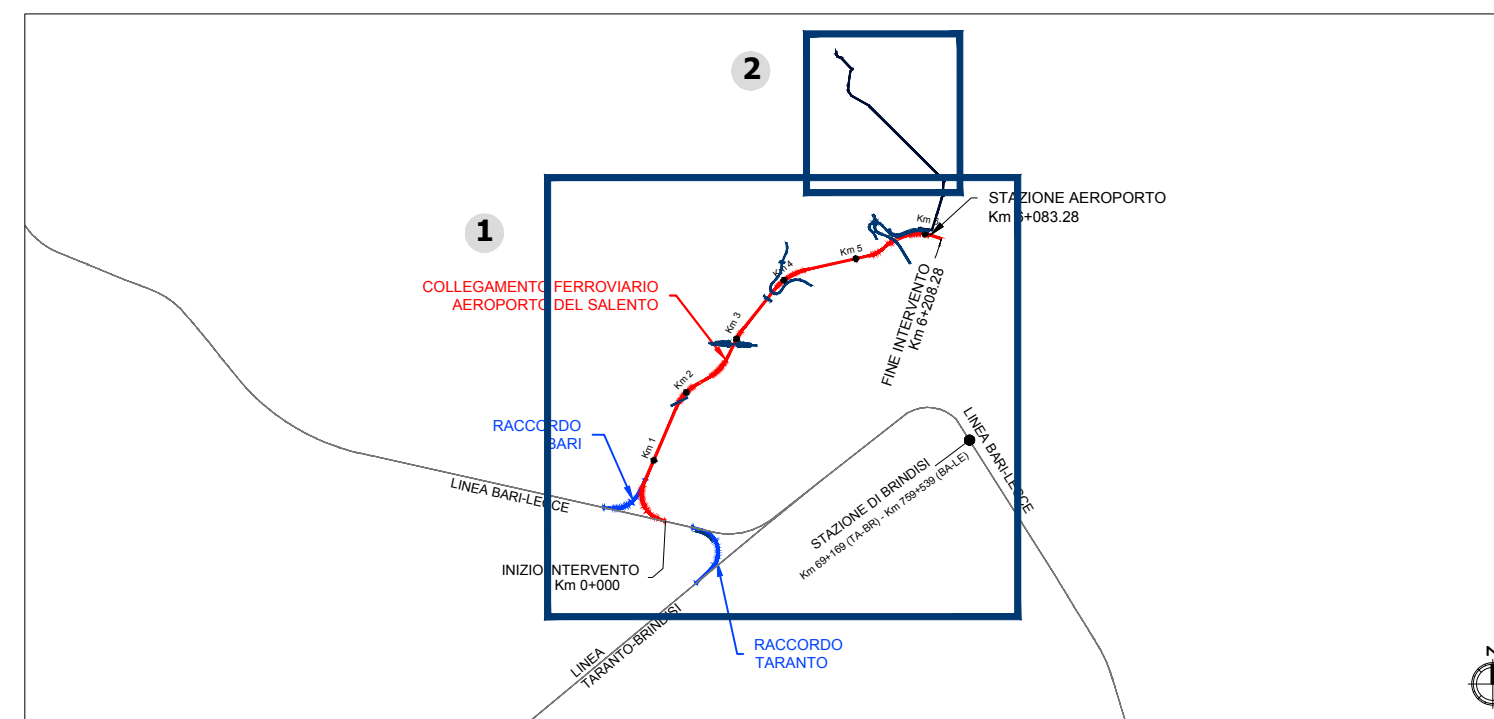 2
STAZIONE AEROPORTO
Km 6+083.28
1
Km 6
Km 5
Km 4
COLLEGAMENTO FERROVIARIO
AEROPORTO DEL SALENTO
FINE INTERVENTO
Km 6+208.28
Km 3
Km 2
RACCORDO
BARI
Km 1
LINEA BARI-LECCE
LINEA BARI-LECCE
STAZIONE DI BRINDISI
Km 69+169 (TA-BR) - Km 759+539 (BA-LE)
INIZIO INTERVENTO
Km 0+000
LINEA
TARANTO-BRINDISI
RACCORDO
TARANTO
N